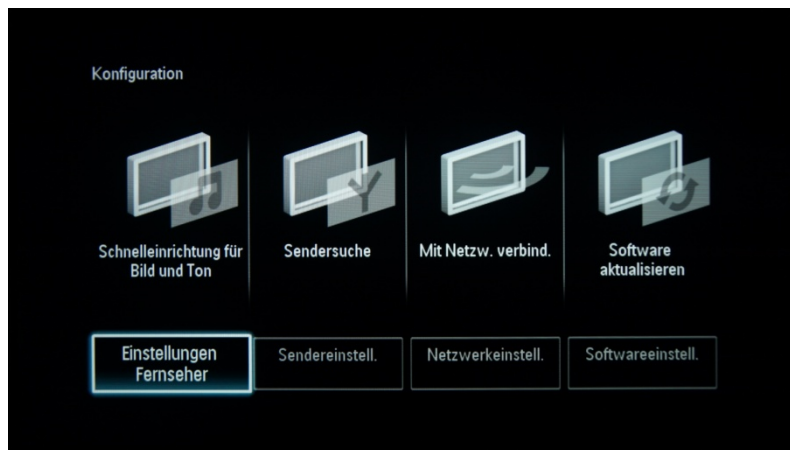 Konfiguration
Schnelleinrichtung für
Bild und Ton
Sendersuche
Mit Netzw. verbind.
Software
aktualisieren
Einstellungen
Fernseher
Sendereinstell.
Netzwerkeinstell.
Softwareeinstell.